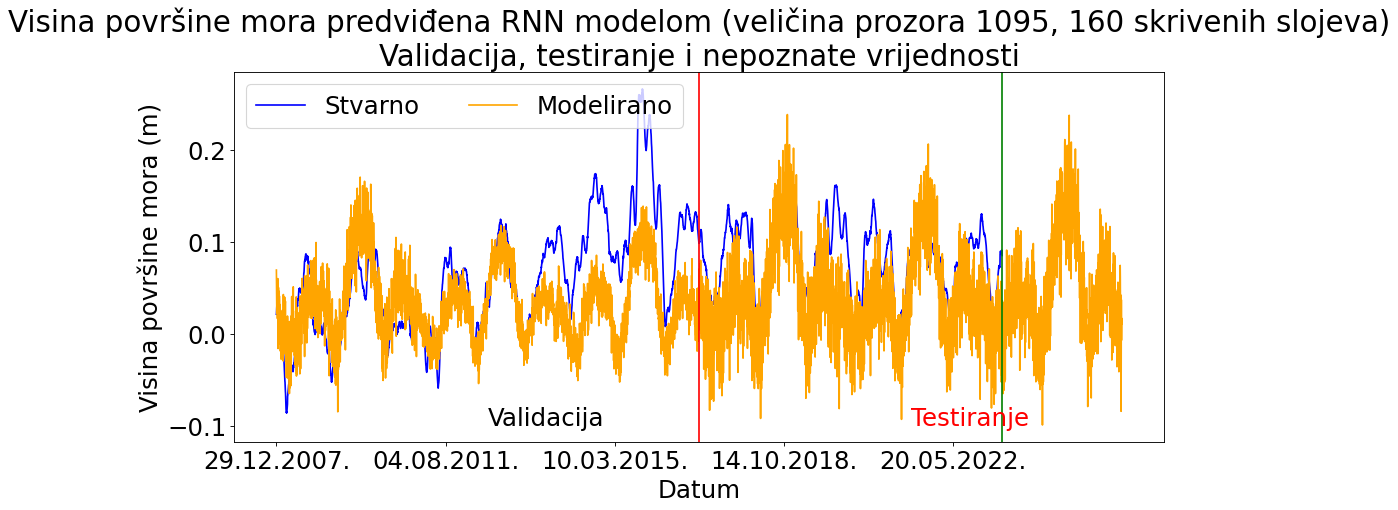 Visina površine mora predviđena RNN modelom (veličina prozora 1095, 160 skrivenih slojeva)
Validacija, testiranje i nepoznate vrijednosti
Stvarno
Modelirano
Visina površine mora (m)
0.2
0.1
0.0
−0.1
Validacija
Testiranje
29.12.2007.
04.08.2011.
10.03.2015.
14.10.2018.
20.05.2022.
Datum